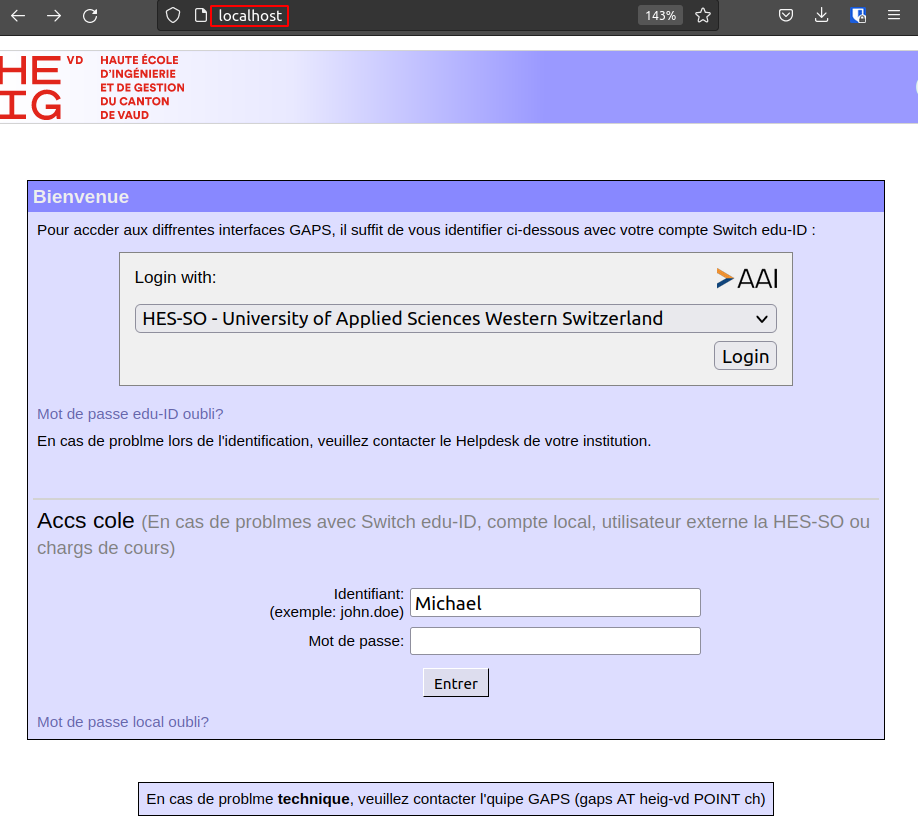 localhost
143%
HE VD
IG
HAUTE ÉCOLE
D'INGÉNIERIE
ET DE GESTION
DU CANTON
DE VAUD
Bienvenue
Pour accder aux diffrentes interfaces GAPS, il suffit de vous identifier ci-dessous avec votre compte Switch edu-ID :
Login with:
AAI
HES-SO - University of Applied Sciences Western Switzerland
Login
Mot de passe edu-ID oubli?
En cas de problme lors de l'identification, veuillez contacter le Helpdesk de votre institution.
Accs cole (En cas de problmes avec Switch edu-ID, compte local, utilisateur externe la HES-SO ou
chargs de cours)
Identifiant:
(exemple: john.doe)
Michael
Mot de passe:
Entrer
Mot de passe local oubli?
En cas de problme technique, veuillez contacter l'quipe GAPS (gaps AT heig-vd POINT ch)